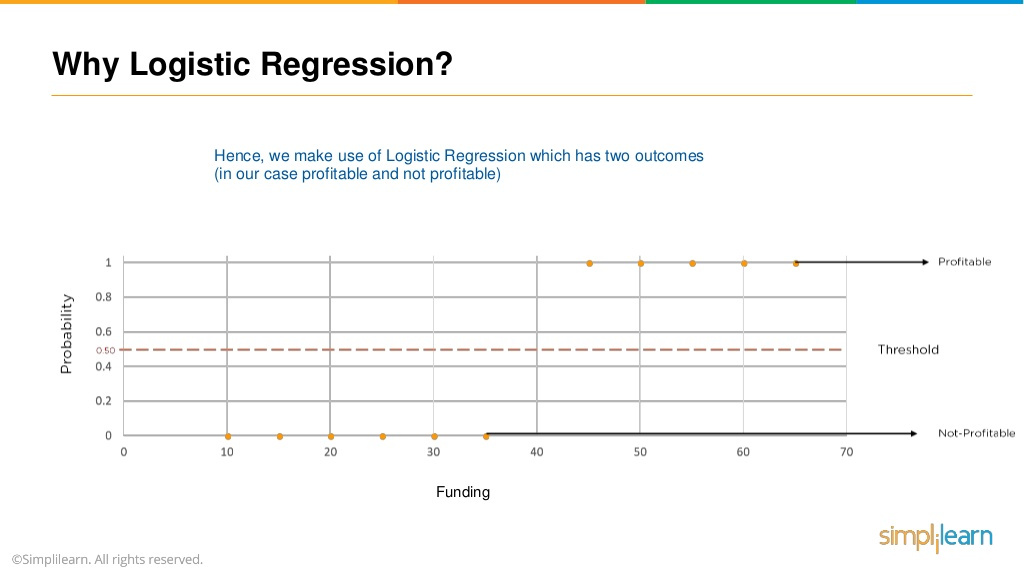 Why Logistic Regression?
Hence, we make use of Logistic Regression which has two outcomes
(in our case profitable and not profitable)
Probability
1
0.8
0.6
0.50
0.4
0.2
0
0 10 20 30 40 50 60 70
Funding
Profitable
Threshold
Not-Profitable
simplilearn
©Simplilearn. All rights reserved.